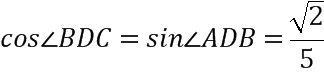 cos∠BDC = sin∠ADB = √2/5